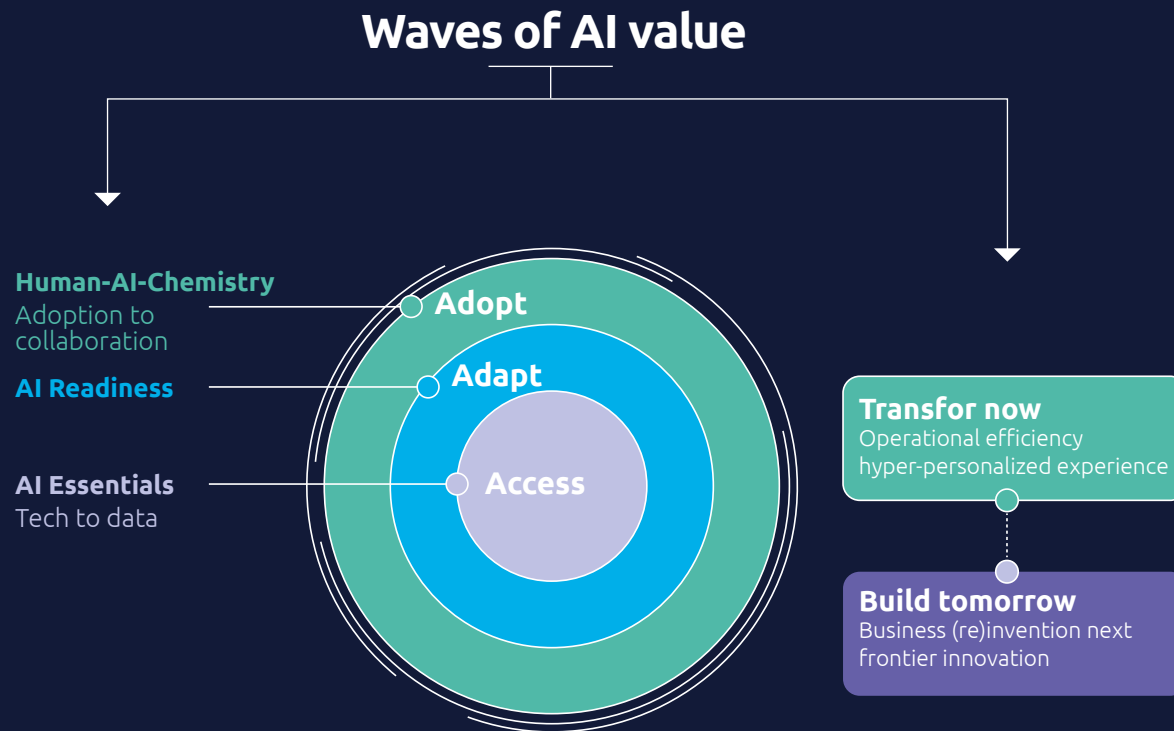 Waves of AI value
Human-AI-Chemistry
Adoption to
collaboration
AI Readiness
AI Essentials
Tech to data
Adopt
Adapt
Access
Transfor now
Operational efficiency
hyper-personalized experience
Build tomorrow
Business (re)invention next
frontier innovation